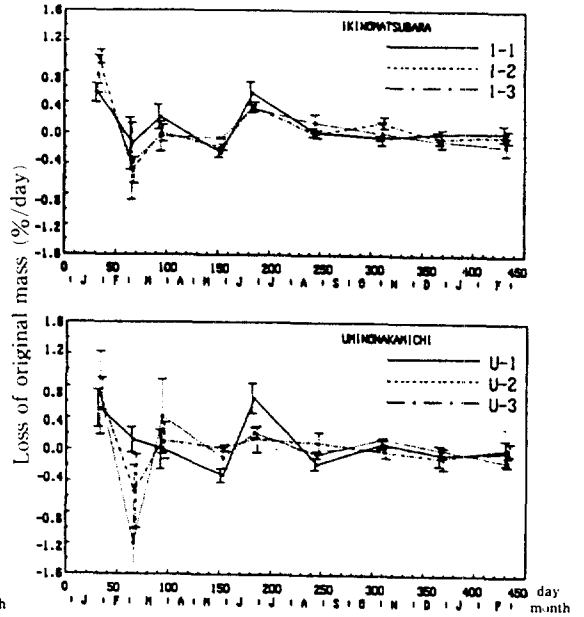 Loss of original mass (%/day)
1.6
1.2
0.8
0.4
0.0
-0.4
-0.8
-1.2
-1.6
IKINOMATSUBARA
I-1
I-2
I-3
0 50 100 150 200 250 300 350 400 450
J F M A M J J A S O N D J F
1.6
1.2
0.8
0.4
0.0
-0.4
-0.8
-1.2
-1.6
UMINONAKAMICHI
U-1
U-2
U-3
0 50 100 150 200 250 300 350 400 450 day
J F M A M J J A S O N D J F month
h